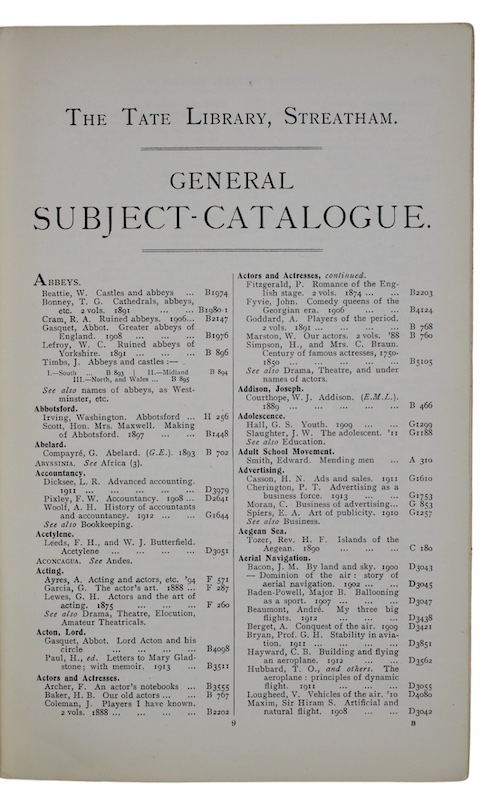 THE TATE LIBRARY, STREATHAM.
GENERAL
SUBJECT-CATALOGUE.
ABBEYS.
Beattie, W. Castles and abbeys ... B1974
Bonney, T. G. Cathedrals, abbeys,
etc. 2 vols. 1891 ... ... B1980-1
Cram, R. A. Ruined abbeys. 1906... B2147
Gasquet, Abbot. Greater abbeys of
England. 1908 ... ... ... B1976
Lefroy, W. C. Ruined abbeys of
Yorkshire. 1891 ... ... ... B 896
Timbs, J. Abbeys and castles :—
I.—South ... B 893 | II.—Midland B 894
III.—North, and Wales ... B 895
See also names of abbeys, as West-
minster, etc.
Abbotsford.
Irving, Washington. Abbotsford ... H 256
Scott, Hon. Mrs. Maxwell. Making
of Abbotsford. 1897 ... ... B1448
Abelard.
Compayré, G. Abelard. (G.E.). 1893 B 702
ABYSSINIA. See Africa (3).
Accountancy.
Dicksee, L. R. Advanced accounting.
1911 ... ... ... ... ... D3979
Pixley, F. W. Accountancy. 1908... D2641
Woolf, A. H. History of accountants
and accountancy. 1912 ... ... G1644
See also Bookkeeping.
Acetylene.
Leeds, F. H., and W. J. Butterfield.
Acetylene ... ... ... ... D3051
ACONCAGUA. See Andes.
Acting.
Ayres, A. Acting and actors, etc. '94 F 571
Garcia, G. The actor's art. 1888 ... F 287
Lewes, G. H. Actors and the art of
acting. 1875 ... ... ... F 260
See also Drama, Theatre, Elocution,
Amateur Theatricals.
Acton, Lord.
Gasquet, Abbot. Lord Acton and his
circle ... ... ... ... ... B4098
Paul, H., ed. Letters to Mary Glad-
stone; with memoir. 1913 ... B3511
Actors and Actresses.
Archer, F. An actor's notebooks ... B3555
Baker, H. B. Our old actors ... ... B 767
Coleman, J. Players I have known.
2 vols. 1888 ... ... ... ... B2202
Actors and Actresses, continued.
Fitzgerald, P. Romance of the Eng-
lish stage. 2 vols. 1874 ... ... B2203
Fyvie, John. Comedy queens of the
Georgian era. 1906 ... ... B4124
Goddard, A. Players of the period.
2 vols. 1891 ... ... ... ... B 768
Marston, W. Our actors. 2 vols. '88 B 760
Simpson, H., and Mrs. C. Braun.
Century of famous actresses, 1750-
1850 ... ... ... ... ... B5105
See also Drama, Theatre, and under
names of actors.
Addison, Joseph.
Courthope, W. J. Addison. (E.M.L.).
1889 ... ... ... ... ... B 466
Adolescence.
Hall, G. S. Youth. 1909 ... ... G1299
Slaughter, J. W. The adolescent. '11 G1188
See also Education.
Adult School Movement.
Smith, Edward. Mending men ... A 310
Advertising.
Casson, H. N. Ads and sales. 1911 G1610
Cherington, P. T. Advertising as a
business force. 1913 ... ... G1753
Moran, C. Business of advertising... G 853
Spiers, E. A. Art of publicity. 1910 G1257
See also Business.
Aegean Sea.
Tozer, Rev. H. F. Islands of the
Aegean. 1890 ... ... ... C 180
Aerial Navigation.
Bacon, J. M. By land and sky. 1900 D3043
— Dominion of the air : story of
aerial navigation. 1902 ... ... D3045
Baden-Powell, Major B. Ballooning
as a sport. 1907 ... ... ... D3047
Beaumont, André. My three big
flights. 1912 ... ... ... D3438
Berget, A. Conquest of the air. 1909 D3421
Bryan, Prof. G. H. Stability in avia-
tion. 1911 ... ... ... ... D3851
Hayward, C. B. Building and flying
an aeroplane. 1912 ... ... D3562
Hubbard, T. O., and others. The
aeroplane : principles of dynamic
flight. 1911 ... ... ... D3055
Lougheed, V. Vehicles of the air. '10 D4080
Maxim, Sir Hiram S. Artificial and
natural flight. 1908 ... ... D3042
9 B